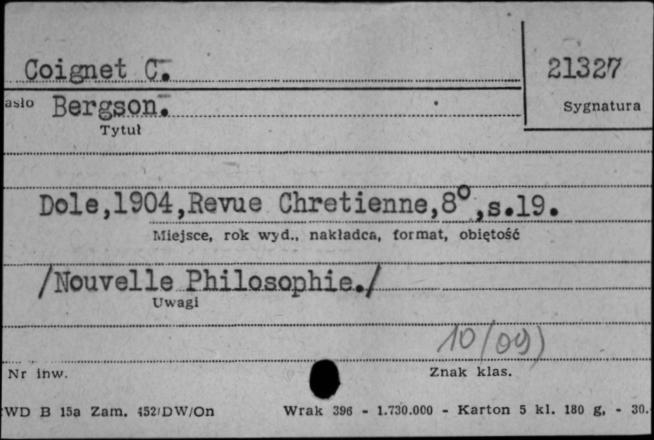 Coignet C.
21327
asło Bergson.
Sygnatura
Tytuł
Dole,1904,Revue Chretienne,8°,s.19.
Miejsce, rok wyd., nakładca, format, objętość
/Nouvelle Philosophie./
Uwagi
10/(09)
Nr inw.
Znak klas.
WD B 15a Zam. 452/DW/On
Wrak 396 - 1.730.000 - Karton 5 kl. 180 g. - 30.